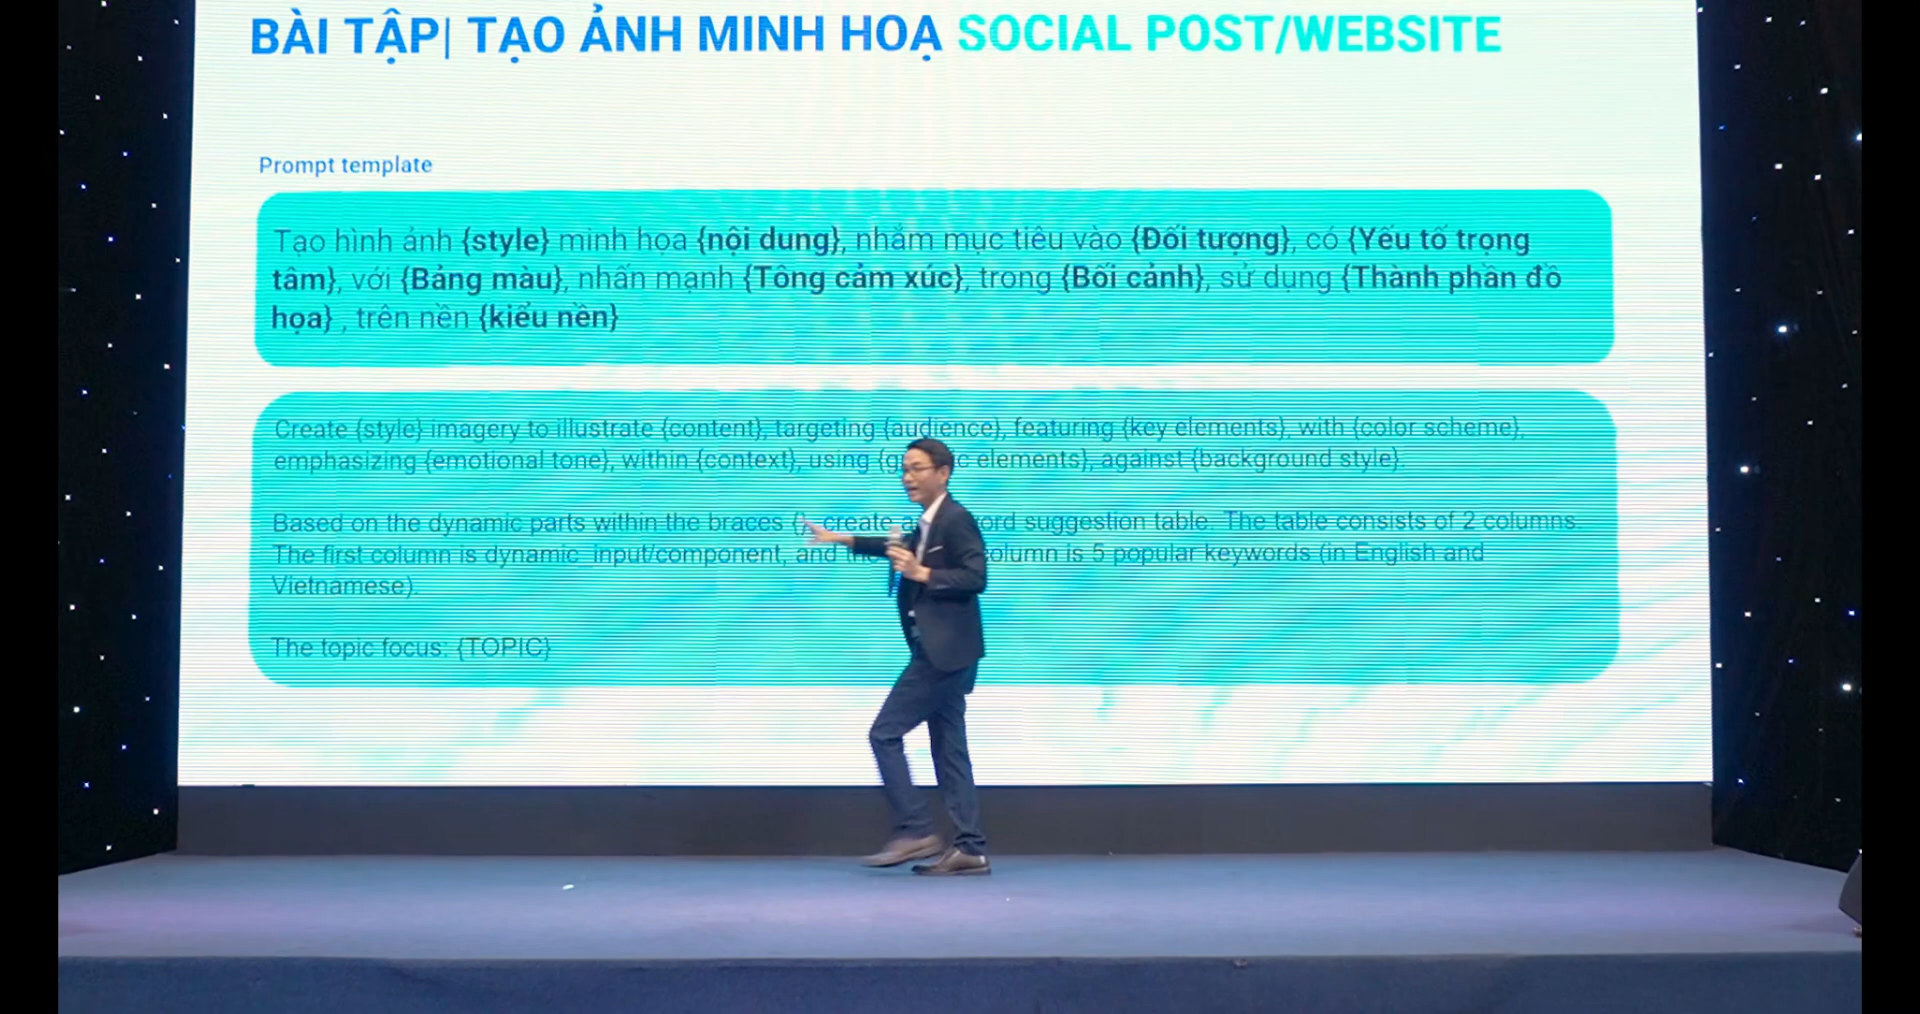 BÀI TẬP| TẠO ẢNH MINH HOẠ SOCIAL POST/WEBSITE
Prompt template
Tạo hình ảnh {style} minh họa {nội dung}, nhắm mục tiêu vào {Đối tượng}, có {Yếu tố trọng
tâm}, với {Bảng màu}, nhấn mạnh {Tông cảm xúc}, trong {Bối cảnh}, sử dụng {Thành phần đồ
họa} , trên nền {kiểu nền}
Create {style} imagery to illustrate {content}, targeting {audience}, featuring {key elements}, with {color scheme},
emphasizing {emotional tone}, within {context}, using elements}, against {background style}.
Based on the dynamic parts within the braces {}, create suggestion table. The table consists of 2 columns.
The first column is dynamic_input/component, and column is 5 popular keywords (in English and
Vietnamese).
The topic focus: {TOPIC}